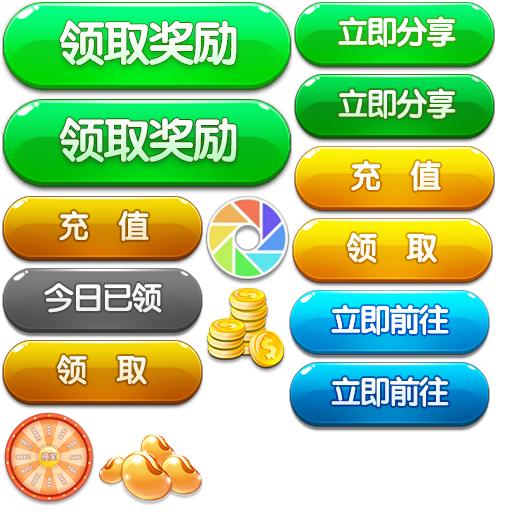 领取奖励
立即分享
领取奖励
立即分享
充 值
充 值
领 取
今日已领
立即前往
领 取
立即前往
抽奖